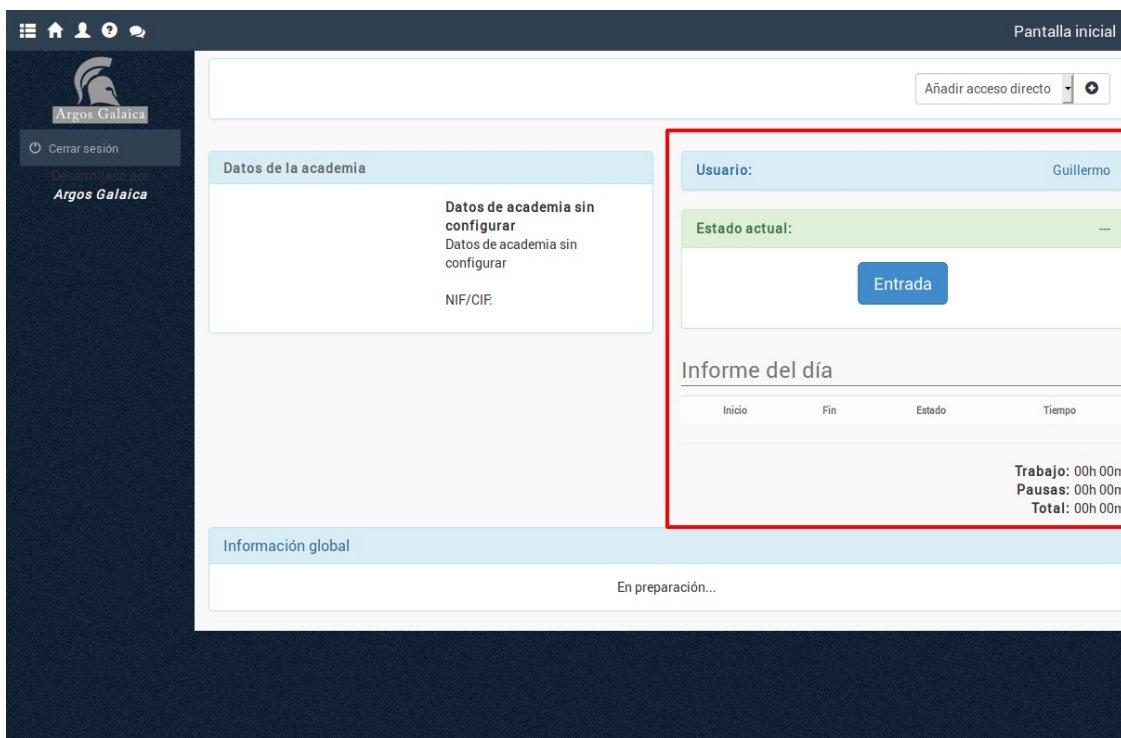 Pantalla inicial
Argos Galaica
Añadir acceso directo
Cerrar sesión
Desarrollado por
Argos Galaica
Datos de la academia
Datos de academia sin
configurar
Datos de academia sin
configurar
NIF/CIF:
Usuario: Guillermo
Estado actual: ---
Entrada
Informe del día
Inicio Fin Estado Tiempo
Trabajo: 00h 00m
Pausas: 00h 00m
Total: 00h 00m
Información global
En preparación...